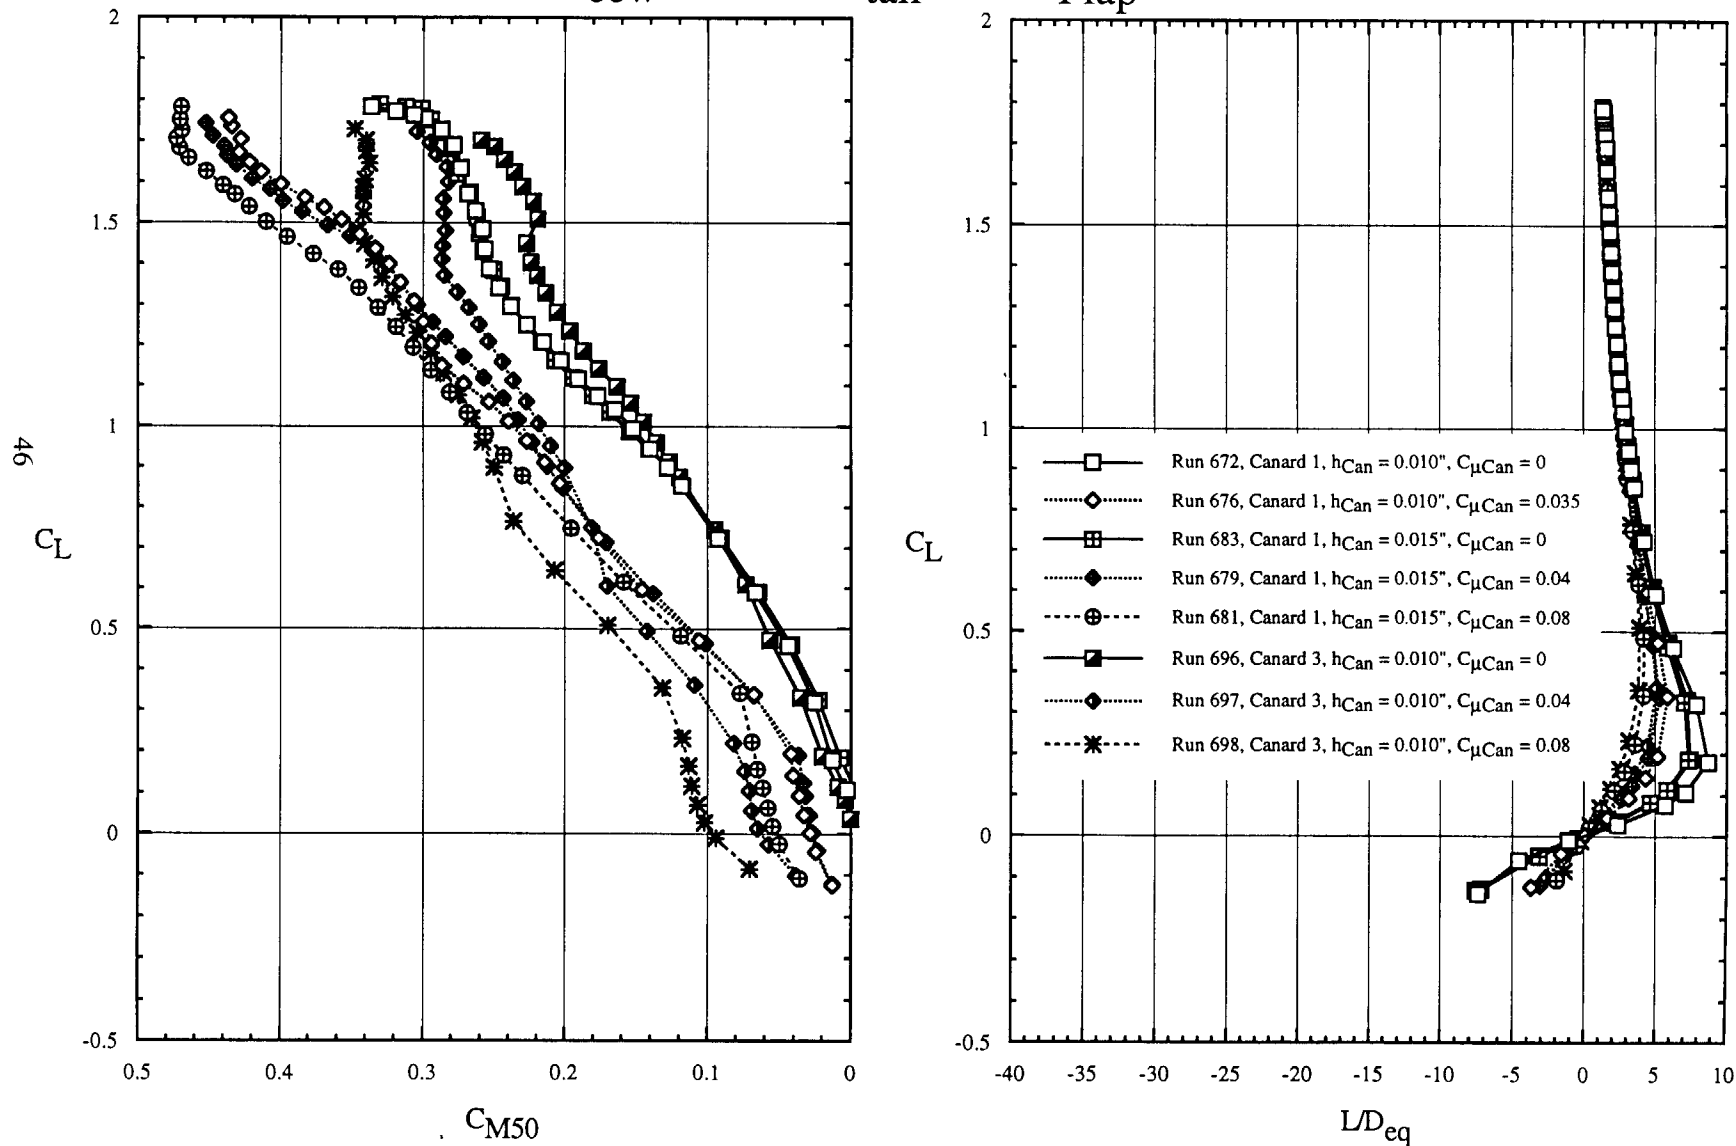 2
1.5
1
C_L
0.5
0
-0.5
0.5
0.4
0.3
0.2
0.1
0
C_M50
46
2
1.5
1
C_L
0.5
0
-0.5
Run 672, Canard 1, h_Can = 0.010", C_μCan = 0
Run 676, Canard 1, h_Can = 0.010", C_μCan = 0.035
Run 683, Canard 1, h_Can = 0.015", C_μCan = 0
Run 679, Canard 1, h_Can = 0.015", C_μCan = 0.04
Run 681, Canard 1, h_Can = 0.015", C_μCan = 0.08
Run 696, Canard 3, h_Can = 0.010", C_μCan = 0
Run 697, Canard 3, h_Can = 0.010", C_μCan = 0.04
Run 698, Canard 3, h_Can = 0.010", C_μCan = 0.08
-40
-35
-30
-25
-20
-15
-10
-5
0
5
10
L/D_eq